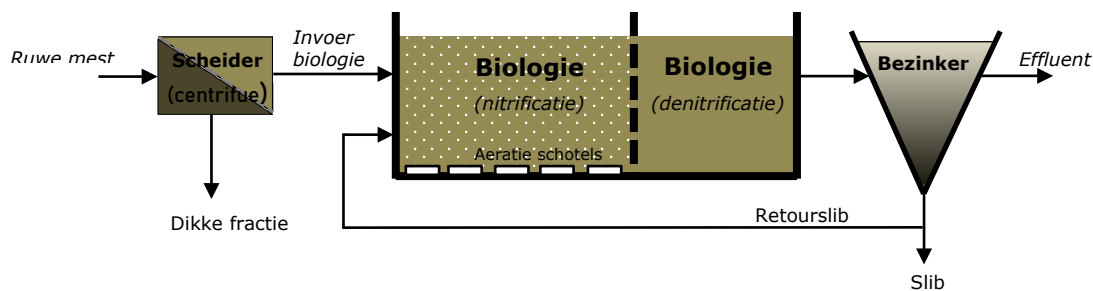 Ruwe mest
Scheider
(centrifue)
Invoer
biologie
Biologie
(nitrificatie)
Aeratie schotels
Biologie
(denitrificatie)
Bezinker
Effluent
Dikke fractie
Retourslib
Slib